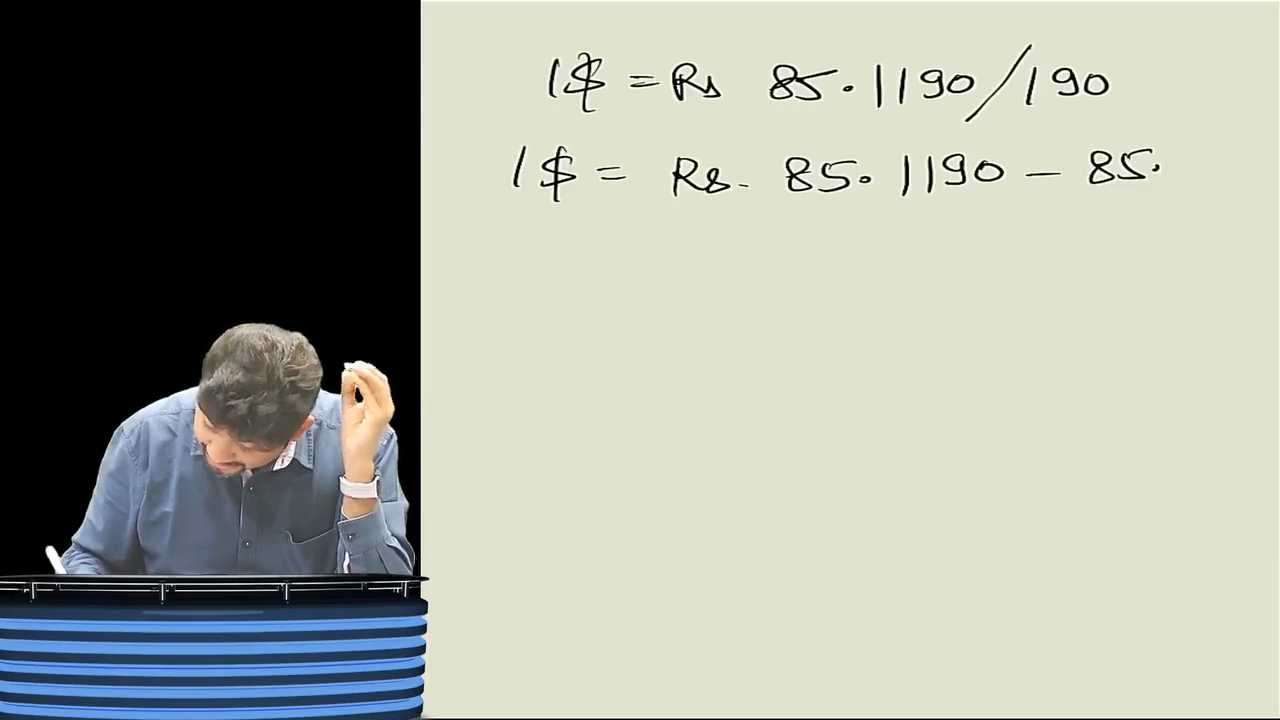 1$ = Rs 85.1190/190
1$ = Rs. 85.1190 - 85.